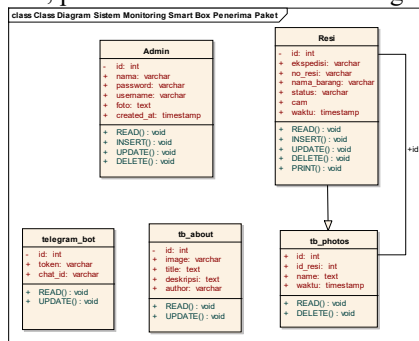 class Class Diagram Sistem Monitoring Smart Box Penerima Paket
Admin
- id: int
+ nama: varchar
+ password: varchar
+ username: varchar
+ foto: text
+ created_at: timestamp
+ READ() : void
+ INSERT() : void
+ UPDATE() : void
+ DELETE() : void
Resi
- id: int
+ ekspedisi: varchar
+ no_resi: varchar
+ nama_barang: varchar
+ status: varchar
+ cam
+ waktu: timestamp
+ READ() : void
+ INSERT() : void
+ UPDATE() : void
+ DELETE() : void
+ PRINT() : void
+id
telegram_bot
- id: int
+ token: varchar
+ chat_id: varchar
+ READ() : void
+ UPDATE() : void
tb_about
- id: int
+ image: varchar
+ title: text
+ deskripsi: text
+ author: varchar
+ READ() : void
+ UPDATE() : void
tb_photos
+ id: int
+ id_resi: int
+ name: text
+ waktu: timestamp
+ READ() : void
+ DELETE() : void